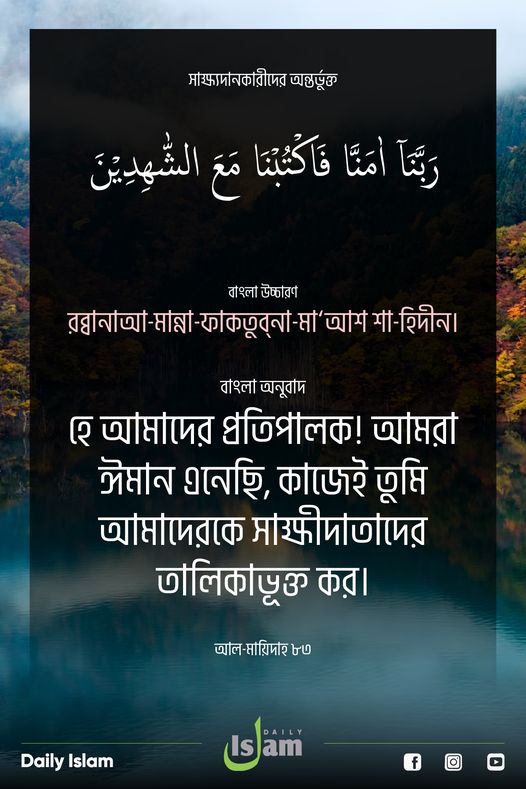 সাক্ষ্যদানকারীদের অন্তর্ভুক্ত
رَبَّنَآ اٰمَنَّا فَاكْتُبْنَا مَعَ الشّٰهِدِيْنَ
বাংলা উচ্চারণ
রব্বানাআ-মান্না-ফাকতুব্‌না-মা‘আশ শা-হিদীন।
বাংলা অনুবাদ
হে আমাদের প্রতিপালক! আমরা
ঈমান এনেছি, কাজেই তুমি
আমাদেরকে সাক্ষীদাতাদের
তালিকাভূক্ত কর।
আল-মায়িদাহ ৮৩
Daily Islam
DAILY
Islam